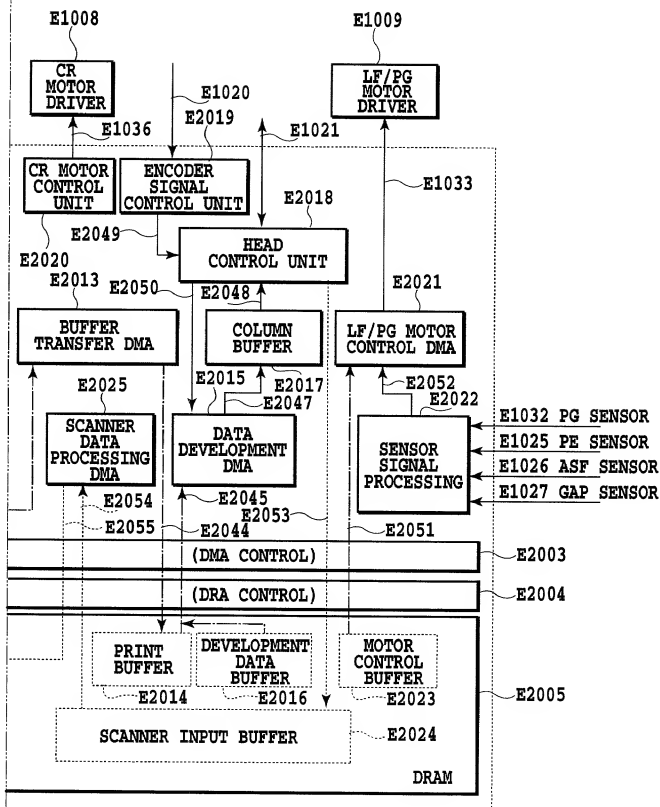 E1008
E1009
CR
MOTOR
DRIVER
LF/PG
MOTOR
DRIVER
E1020
E2019
E1036
E1021
CR MOTOR
CONTROL
UNIT
ENCODER
SIGNAL
CONTROL UNIT
E1033
E2018
E2049
E2020
HEAD
CONTROL UNIT
E2013
E2050
E2048
E2021
BUFFER
TRANSFER DMA
COLUMN
BUFFER
LF/PG MOTOR
CONTROL DMA
E2025
E2015
E2017
E2052
E2047
E2022
SCANNER
DATA
PROCESSING
DMA
DATA
DEVELOPMENT
DMA
SENSOR
SIGNAL
PROCESSING
E1032 PG SENSOR
E1025 PE SENSOR
E1026 ASF SENSOR
E1027 GAP SENSOR
E2054
E2045
E2055
E2044
E2053
E2051
(DMA CONTROL)
E2003
(DRA CONTROL)
E2004
PRINT
BUFFER
DEVELOPMENT
DATA
BUFFER
MOTOR
CONTROL
BUFFER
E2014
E2016
E2023
E2005
SCANNER INPUT BUFFER
E2024
DRAM